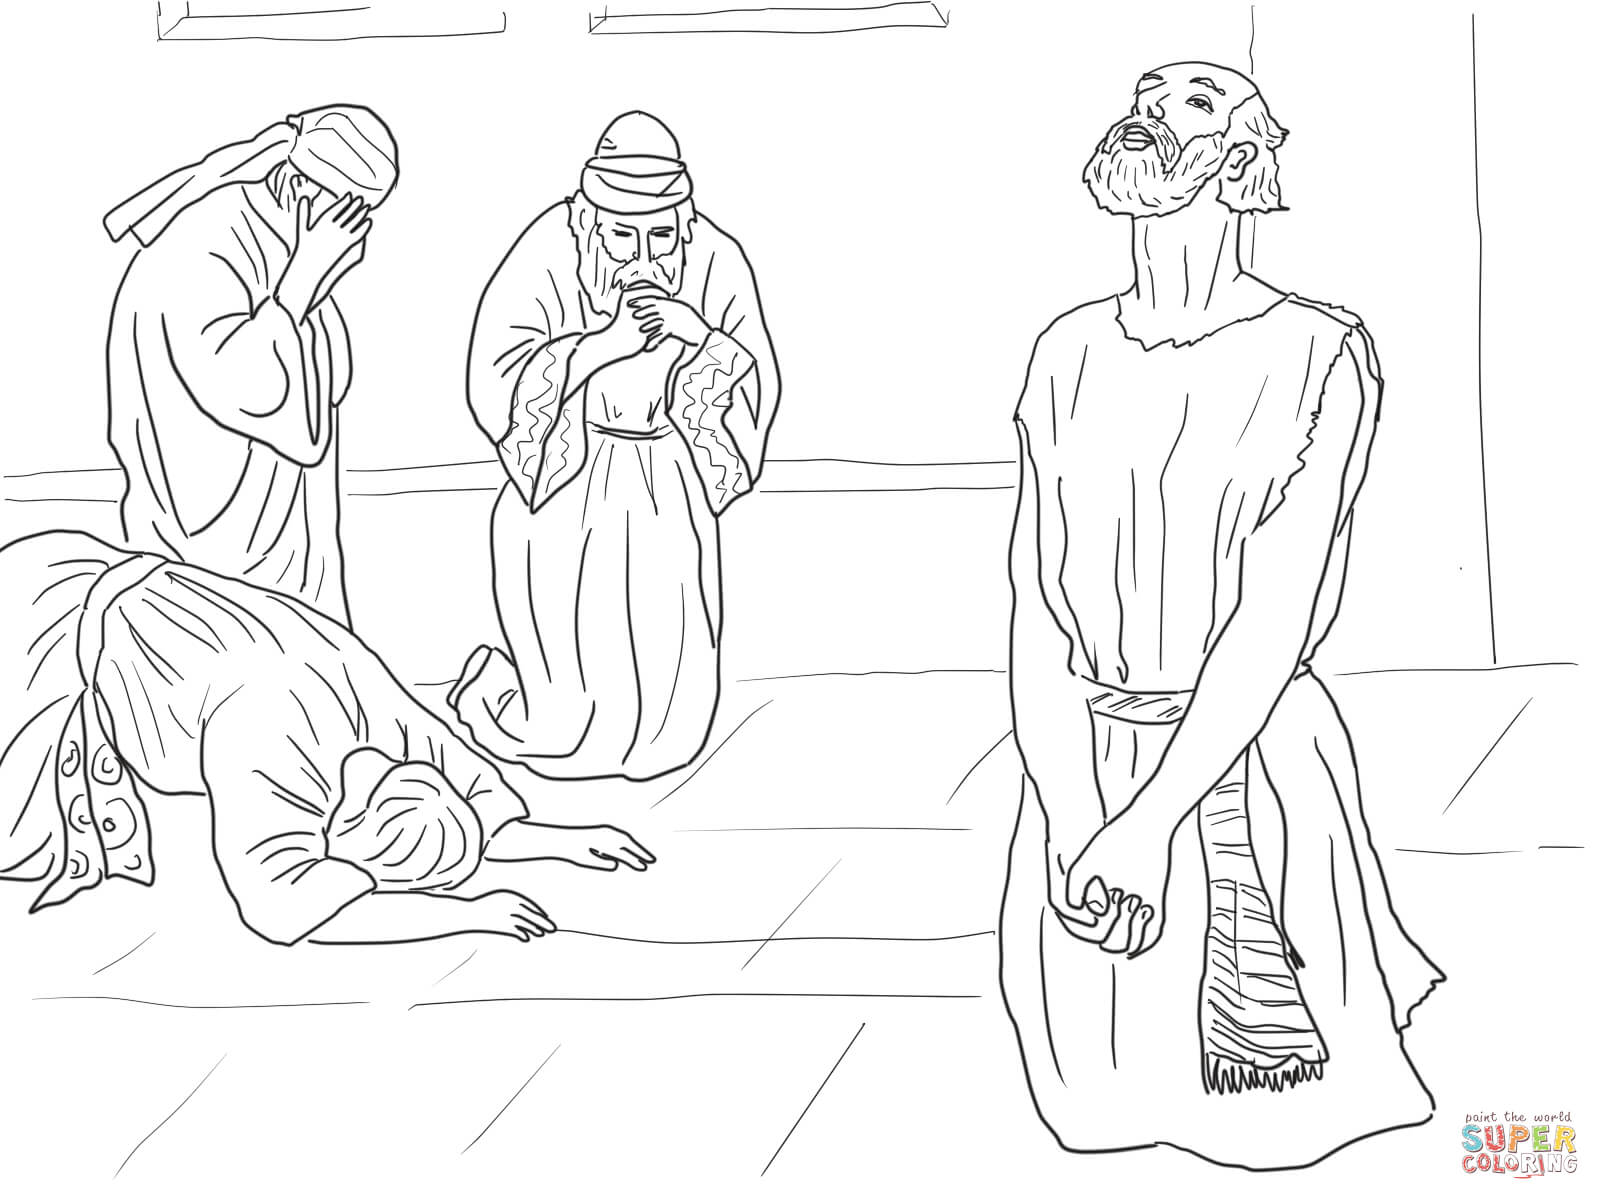 paint the world
SUPER
COLORING